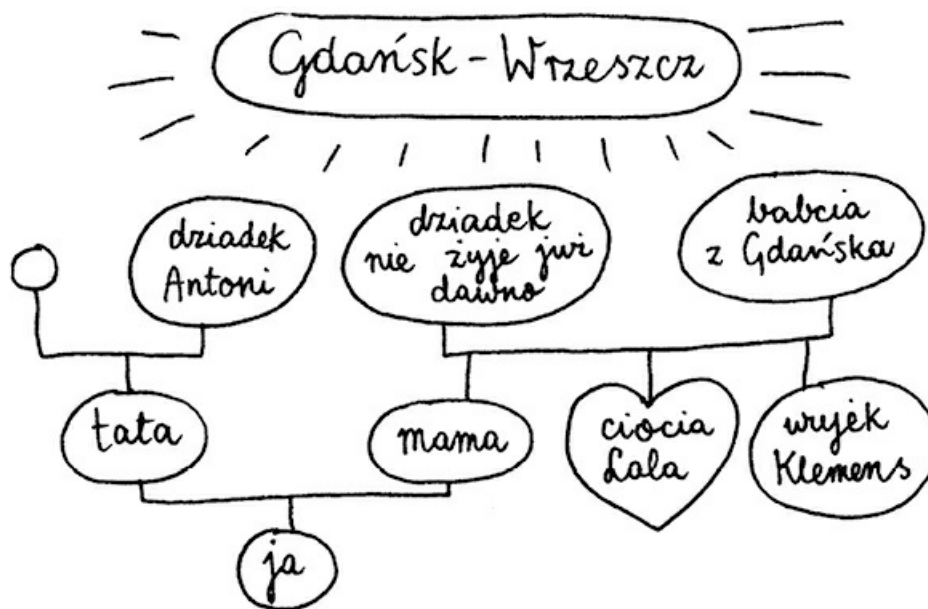 Gdańsk-Wrzeszcz
dziadek
Antoni
dziadek
nie żyje już
dawno
babcia
z Gdańska
tata
mama
ciocia
Lala
wujek
Klemens
ja